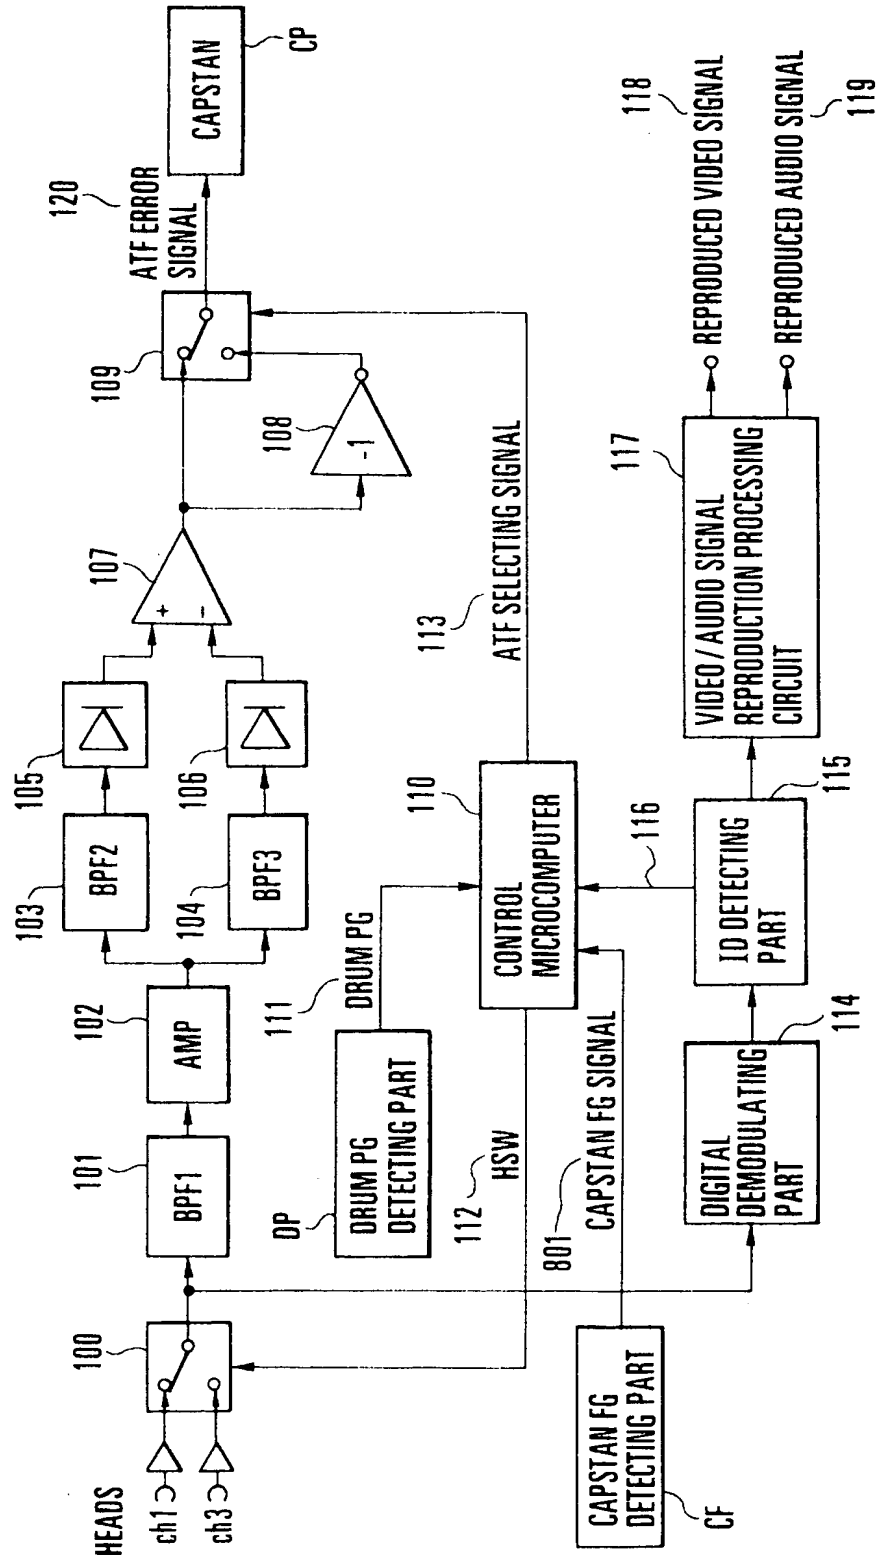 HEADS
ch1
ch3
100
101
BPF1
102
AMP
103
BPF2
104
BPF3
105
106
107
+
−
108
-1
109
120
ATF ERROR
SIGNAL
CAPSTAN
CP
DP
DRUM PG
DETECTING PART
111
DRUM PG
110
CONTROL
MICROCOMPUTER
113
ATF SELECTING SIGNAL
112
HSW
801
CAPSTAN FG SIGNAL
CAPSTAN FG
DETECTING PART
CF
114
DIGITAL
DEMODULATING
PART
115
ID DETECTING
PART
116
117
VIDEO/AUDIO SIGNAL
REPRODUCTION PROCESSING
CIRCUIT
118
REPRODUCED VIDEO SIGNAL
REPRODUCED AUDIO SIGNAL
119